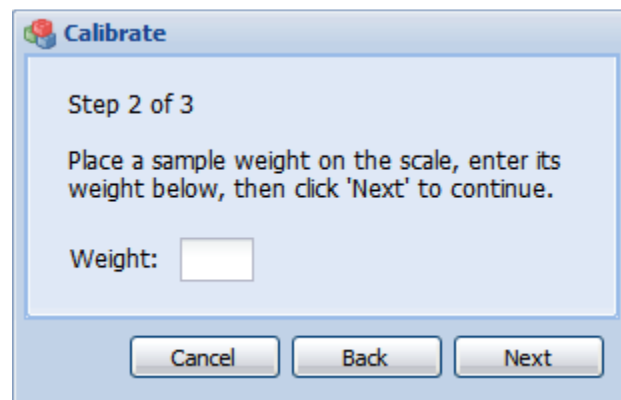 Calibrate
Step 2 of 3
Place a sample weight on the scale, enter its
weight below, then click 'Next' to continue.
Weight:
Cancel Back Next